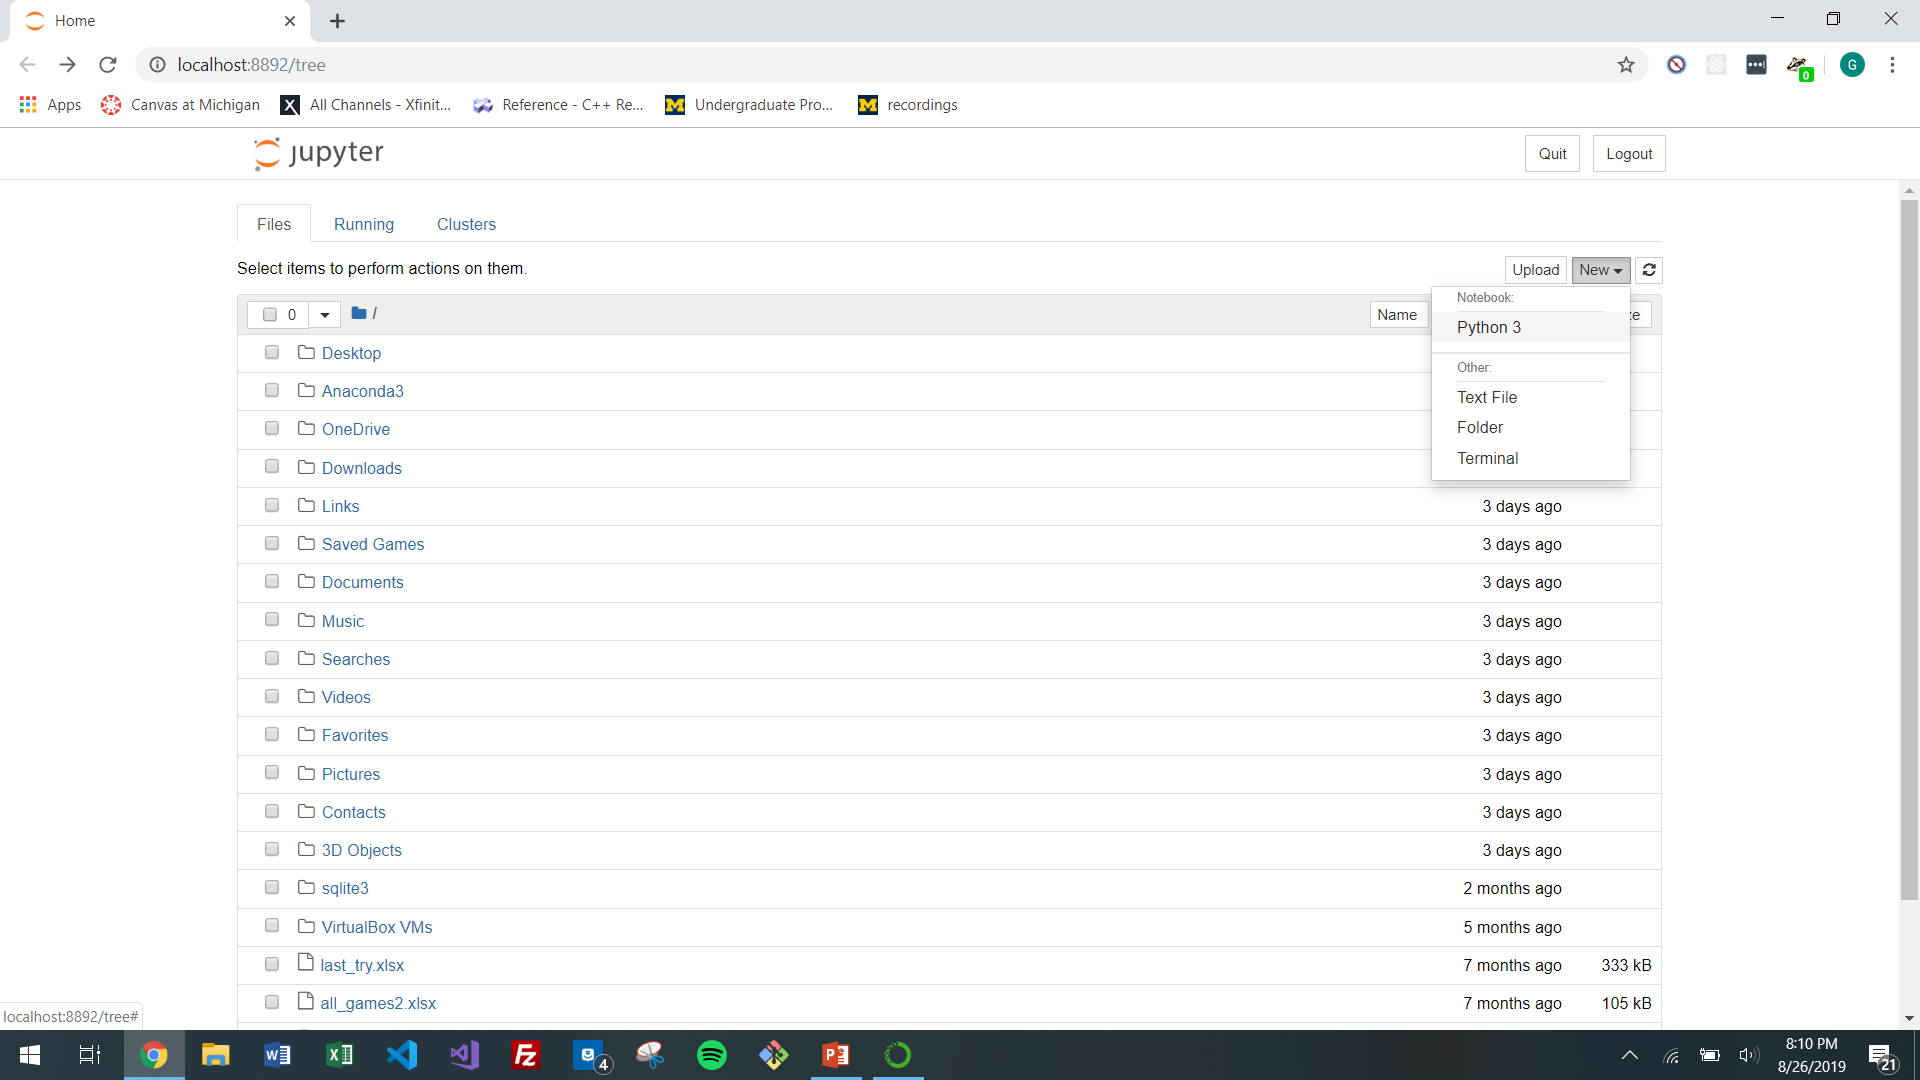 Home
localhost:8892/tree
G
0
Apps
Canvas at Michigan
X
All Channels - Xfinit...
Reference - C++ Re...
M
Undergraduate Pro...
M
recordings
jupyter
Quit
Logout
Files
Running
Clusters
Select items to perform actions on them.
Upload
New
0
/
Name
ze
Notebook:
Python 3
Other:
Text File
Folder
Terminal
Desktop
Anaconda3
OneDrive
Downloads
Links 3 days ago
Saved Games 3 days ago
Documents 3 days ago
Music 3 days ago
Searches 3 days ago
Videos 3 days ago
Favorites 3 days ago
Pictures 3 days ago
Contacts 3 days ago
3D Objects 3 days ago
sqlite3 2 months ago
VirtualBox VMs 5 months ago
last_try.xlsx 7 months ago 333 kB
all_games2.xlsx 7 months ago 105 kB
localhost:8892/tree#
4
8:10 PM
8/26/2019
21